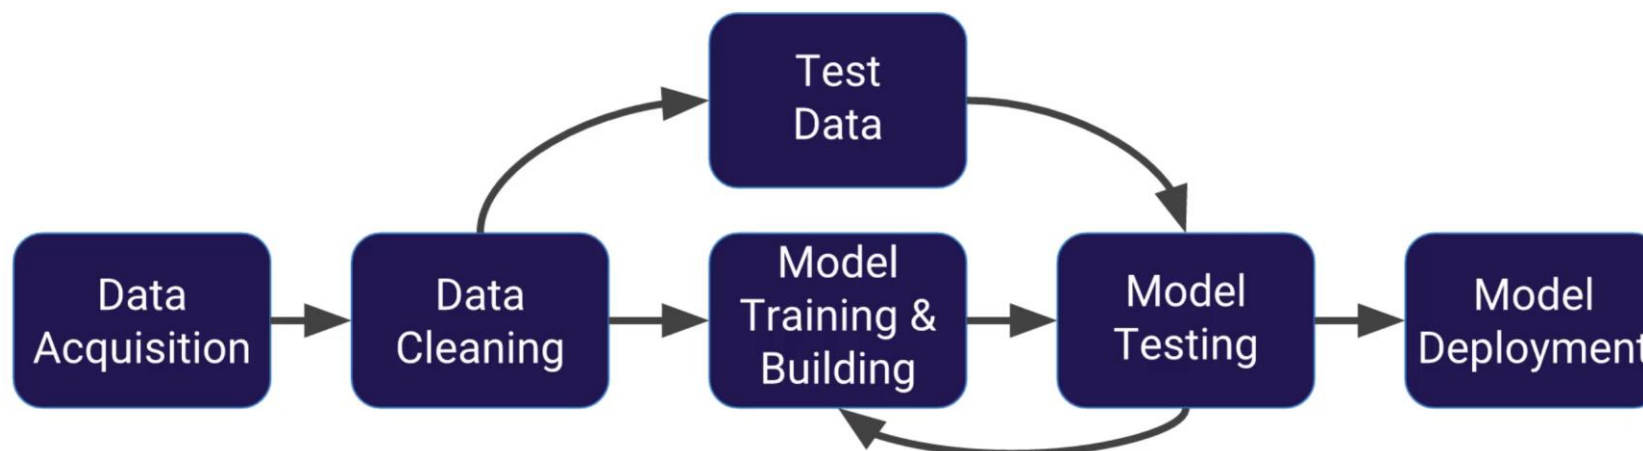 Test
Data
Data
Acquisition
Data
Cleaning
Model
Training &
Building
Model
Testing
Model
Deployment